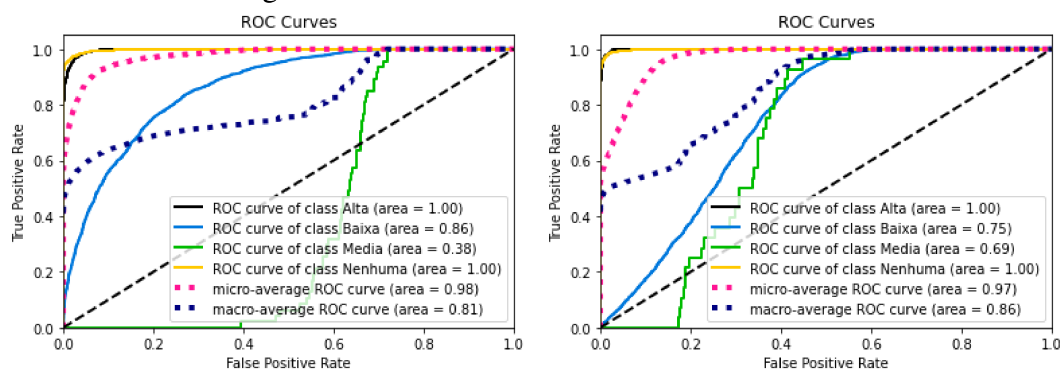 ROC Curves
1.0
0.8
0.6
0.4
0.2
0.0
True Positive Rate
ROC curve of class Alta (area = 1.00)
ROC curve of class Baixa (area = 0.86)
ROC curve of class Media (area = 0.38)
ROC curve of class Nenhuma (area = 1.00)
micro-average ROC curve (area = 0.98)
macro-average ROC curve (area = 0.81)
0.0 0.2 0.4 0.6 0.8 1.0
False Positive Rate
ROC Curves
1.0
0.8
0.6
0.4
0.2
0.0
True Positive Rate
ROC curve of class Alta (area = 1.00)
ROC curve of class Baixa (area = 0.75)
ROC curve of class Media (area = 0.69)
ROC curve of class Nenhuma (area = 1.00)
micro-average ROC curve (area = 0.97)
macro-average ROC curve (area = 0.86)
0.0 0.2 0.4 0.6 0.8 1.0
False Positive Rate